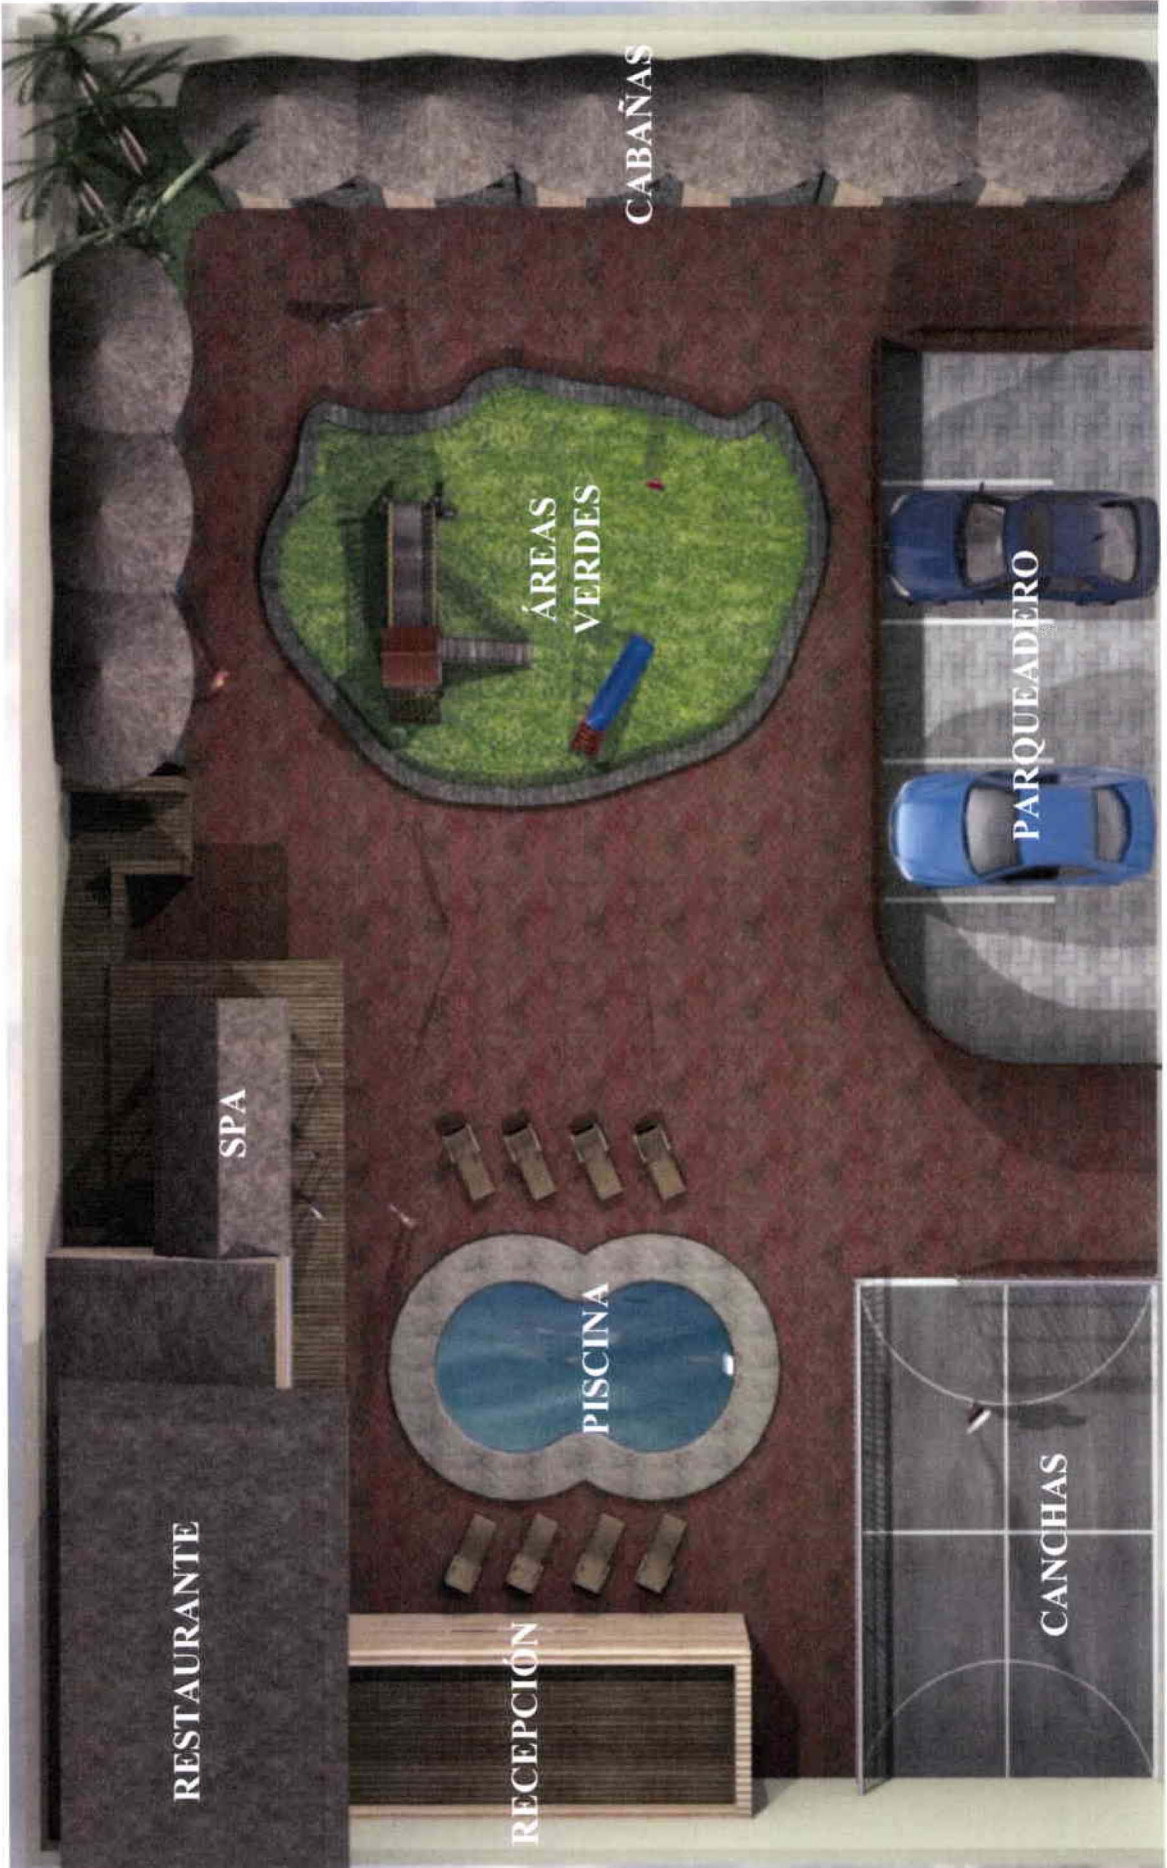 RESTAURANTE
SPA
RECEPCIÓN
PISCINA
ÁREAS
VERDES
CABAÑAS
CANCHAS
PARQUEADERO